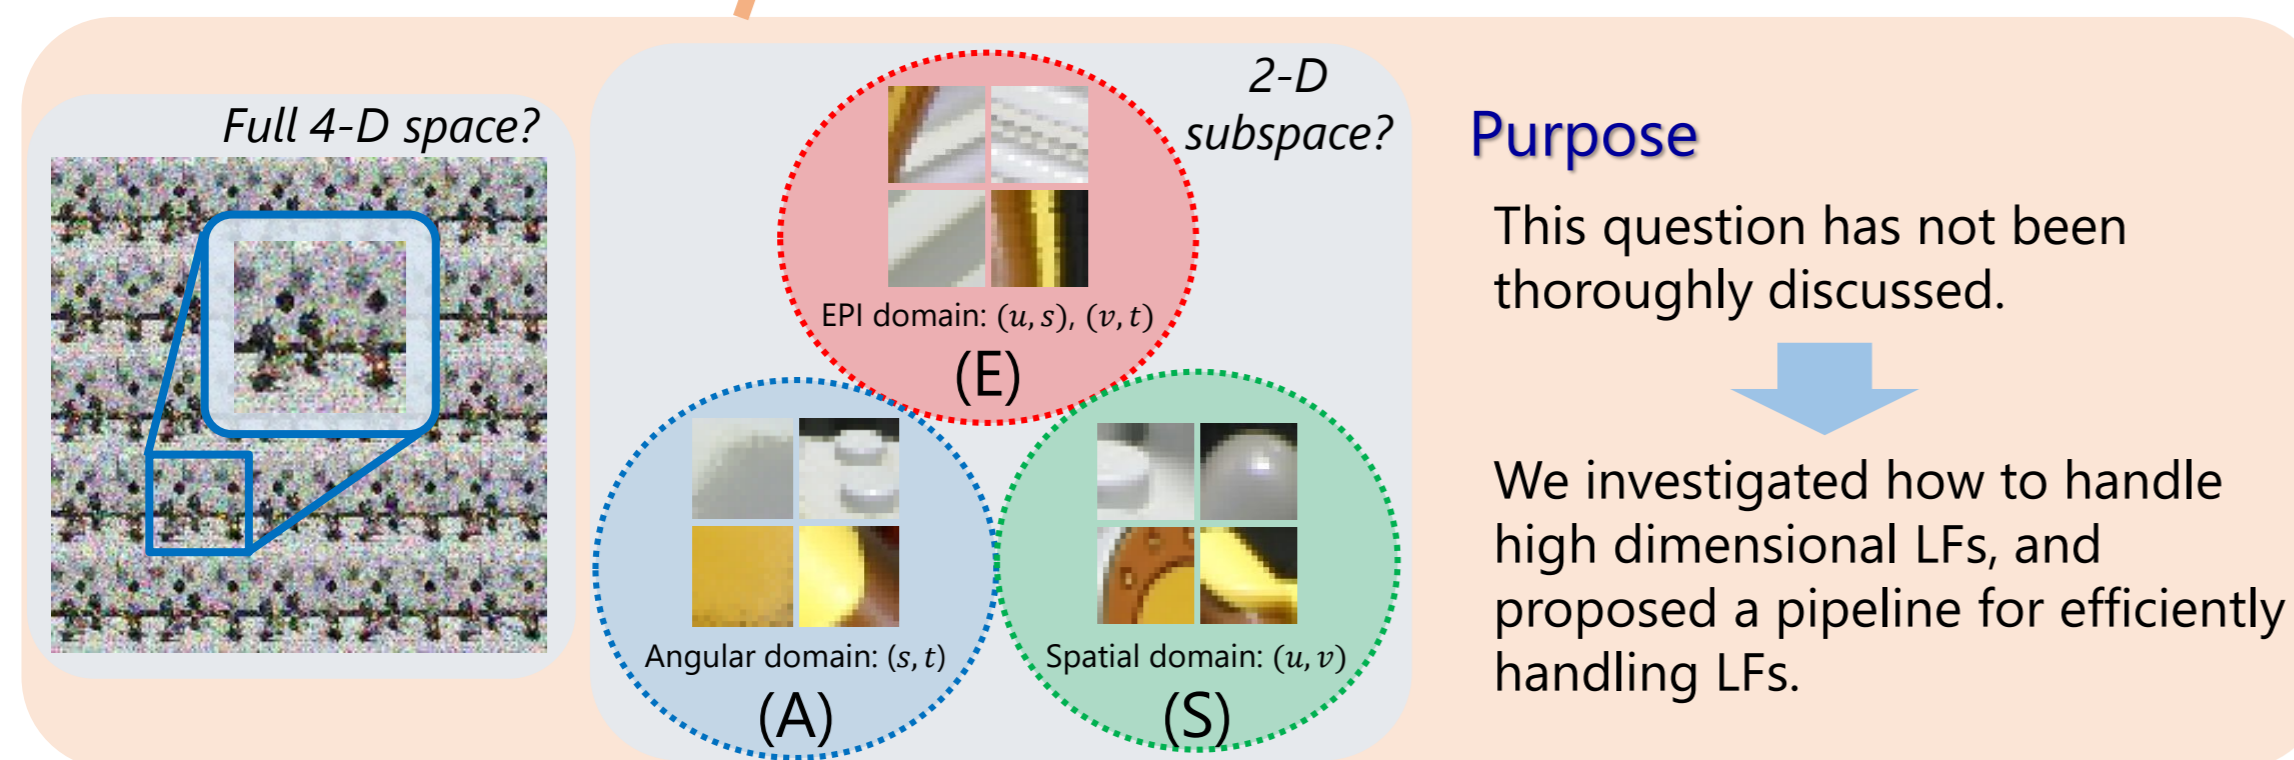 Full 4-D space?
2-D
subspace?
EPI domain: (u, s), (v, t)
(E)
Angular domain: (s, t)
(A)
Spatial domain: (u, v)
(S)
Purpose
This question has not been
thoroughly discussed.
We investigated how to handle
high dimensional LFs, and
proposed a pipeline for efficiently
handling LFs.